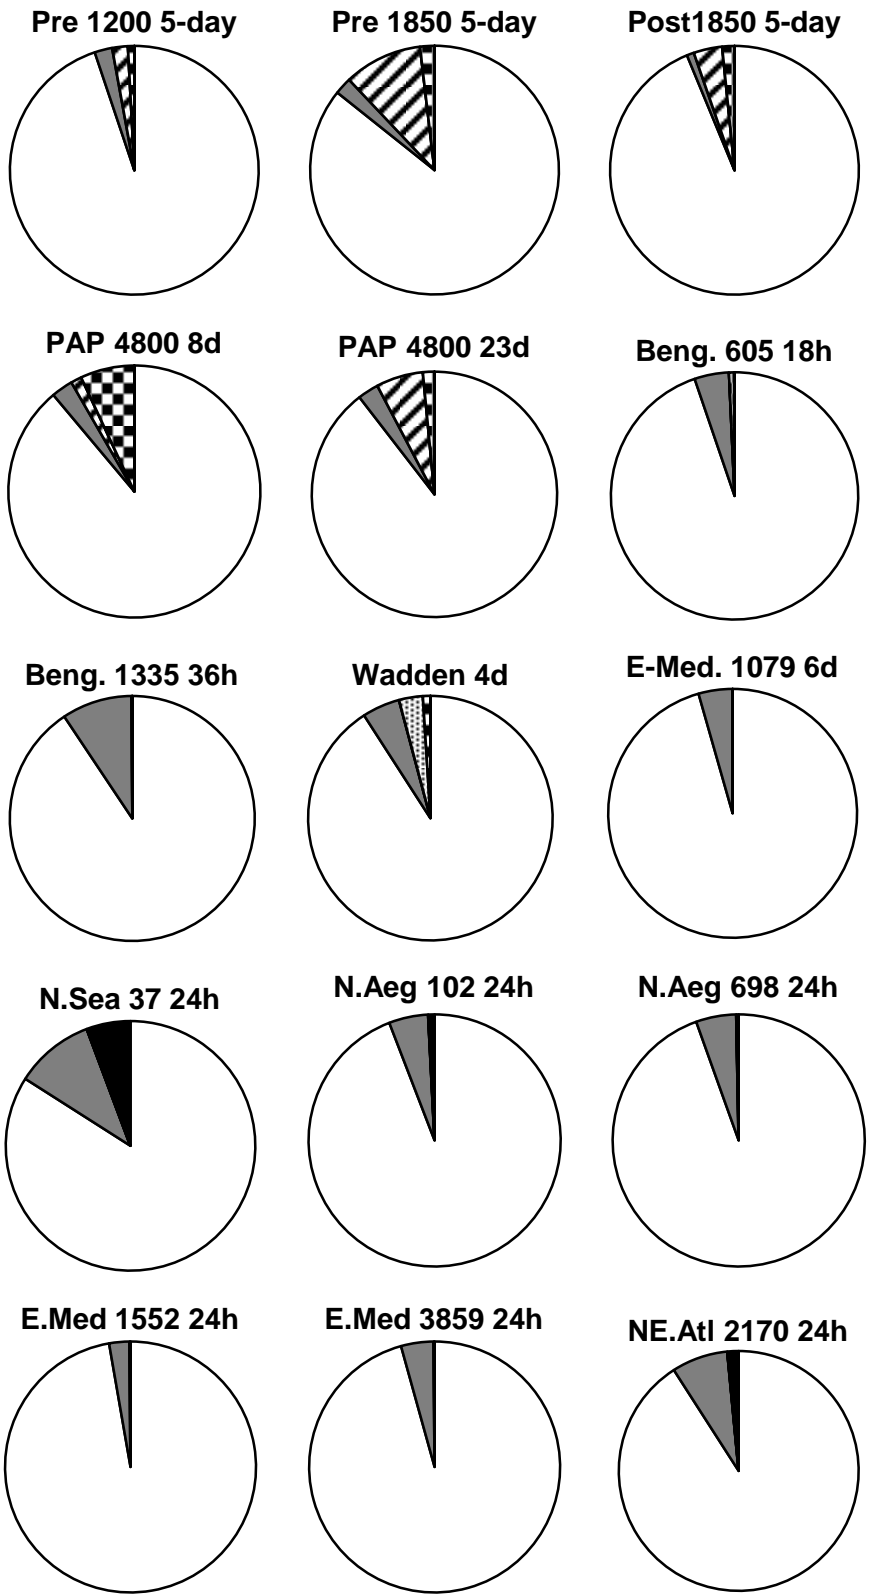 Pre 1200 5-day
Pre 1850 5-day
Post1850 5-day
PAP 4800 8d
PAP 4800 23d
Beng. 605 18h
Beng. 1335 36h
Wadden 4d
E-Med. 1079 6d
N.Sea 37 24h
N.Aeg 102 24h
N.Aeg 698 24h
E.Med 1552 24h
E.Med 3859 24h
NE.Atl 2170 24h